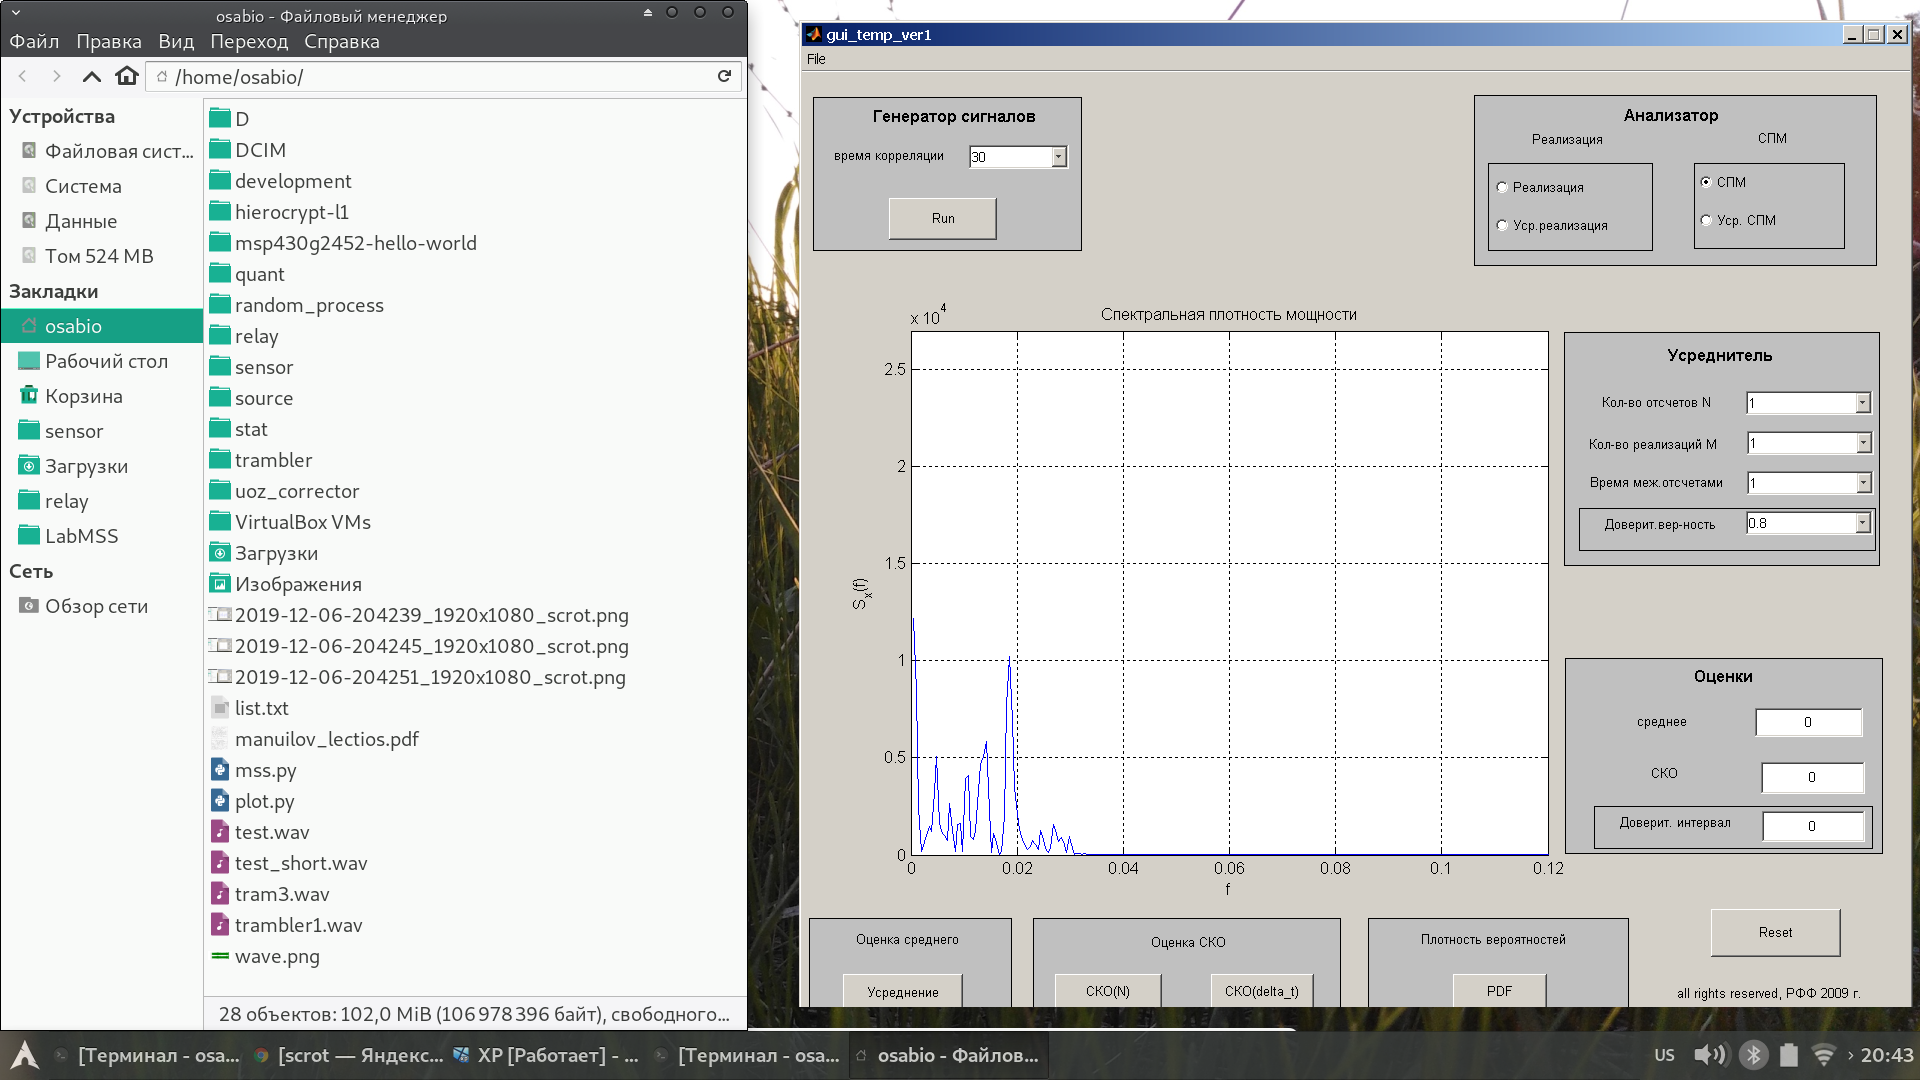 osabio - Файловый менеджер
Файл Правка Вид Переход Справка
/home/osabio/
Устройства
Файловая сист...
Система
Данные
Том 524 MB
Закладки
osabio
Рабочий стол
Корзина
sensor
Загрузки
relay
LabMSS
Сеть
Обзор сети
D
DCIM
development
hierocrypt-l1
msp430g2452-hello-world
quant
random_process
relay
sensor
source
stat
trambler
uoz_corrector
VirtualBox VMs
Загрузки
Изображения
2019-12-06-204239_1920x1080_scrot.png
2019-12-06-204245_1920x1080_scrot.png
2019-12-06-204251_1920x1080_scrot.png
list.txt
manuilov_lectios.pdf
mss.py
plot.py
test.wav
test_short.wav
tram3.wav
trambler1.wav
wave.png
28 объектов: 102,0 MiB (106 978 396 байт), свободного...
gui_temp_ver1
File
Генератор сигналов
время корреляции 30
Run
Анализатор
Реализация СПМ
Реализация
Уср.реализация
СПМ
Уср. СПМ
x 10^4
Спектральная плотность мощности
2.5
2
1.5
1
0.5
0
S_x(f)
0 0.02 0.04 0.06 0.08 0.1 0.12
f
Усреднитель
Кол-во отсчетов N 1
Кол-во реализаций M 1
Время меж.отсчетами 1
Доверит.вер-ность 0.8
Оценки
среднее 0
СКО 0
Доверит. интервал 0
Оценка среднего
Усреднение
Оценка СКО
СКО(N) СКО(delta_t)
Плотность вероятностей
PDF
Reset
all rights reserved, РФФ 2009 г.
[Терминал - osa... [scrot — Яндекс... XP [Работает] - ... [Терминал - osa... osabio - Файлов... US 20:43